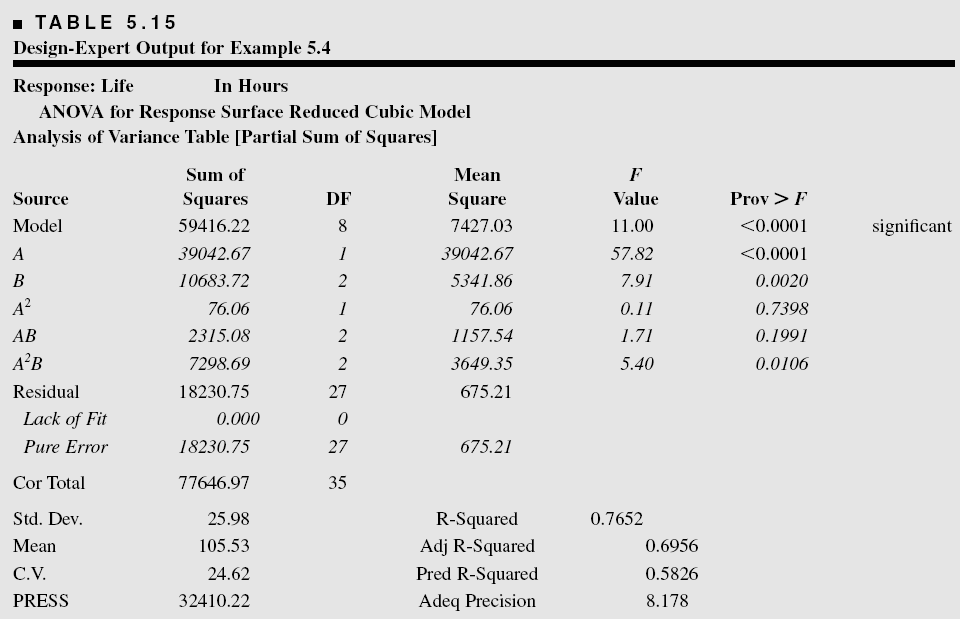 ■ TABLE 5.15
Design-Expert Output for Example 5.4
Response: Life In Hours
ANOVA for Response Surface Reduced Cubic Model
Analysis of Variance Table [Partial Sum of Squares]
Sum of Mean F
Source Squares DF Square Value Prov > F
Model 59416.22 8 7427.03 11.00 <0.0001 significant
A 39042.67 1 39042.67 57.82 <0.0001
B 10683.72 2 5341.86 7.91 0.0020
A² 76.06 1 76.06 0.11 0.7398
AB 2315.08 2 1157.54 1.71 0.1991
A²B 7298.69 2 3649.35 5.40 0.0106
Residual 18230.75 27 675.21
Lack of Fit 0.000 0
Pure Error 18230.75 27 675.21
Cor Total 77646.97 35
Std. Dev. 25.98 R-Squared 0.7652
Mean 105.53 Adj R-Squared 0.6956
C.V. 24.62 Pred R-Squared 0.5826
PRESS 32410.22 Adeq Precision 8.178